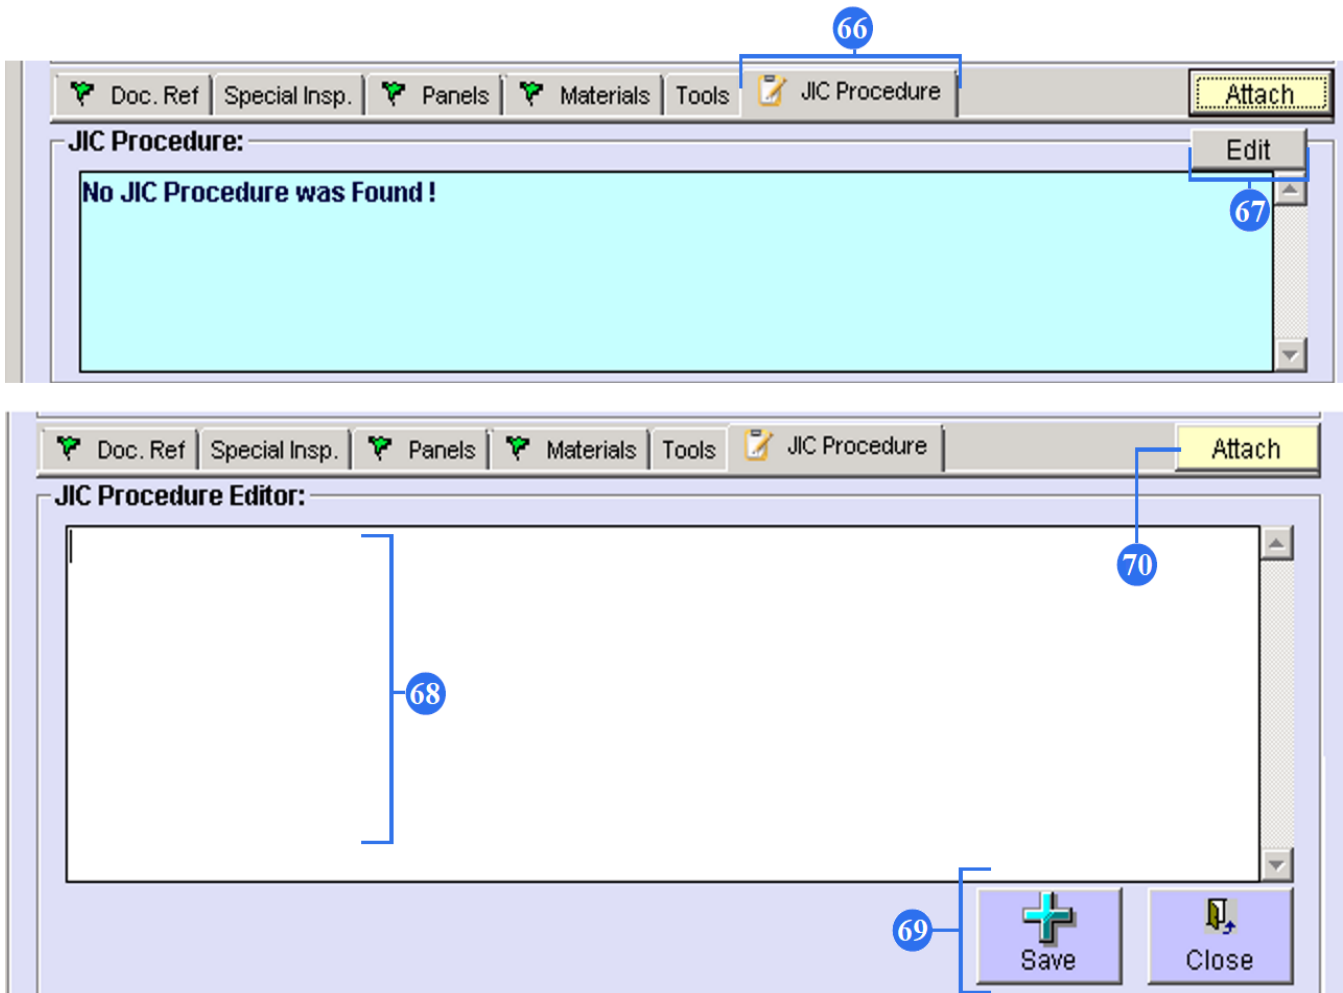 66
Doc. Ref Special Insp. Panels Materials Tools JIC Procedure Attach
JIC Procedure: Edit
No JIC Procedure was Found !
67
Doc. Ref Special Insp. Panels Materials Tools JIC Procedure Attach
JIC Procedure Editor:
70
68
69
Save Close